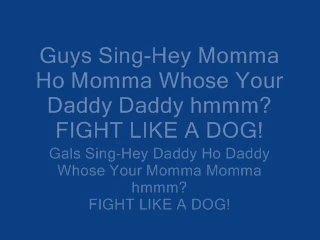 Guys Sing-Hey Momma
Ho Momma Whose Your
Daddy Daddy hmmm?
FIGHT LIKE A DOG!
Gals Sing-Hey Daddy Ho Daddy
Whose Your Momma Momma
hmmm?
FIGHT LIKE A DOG!